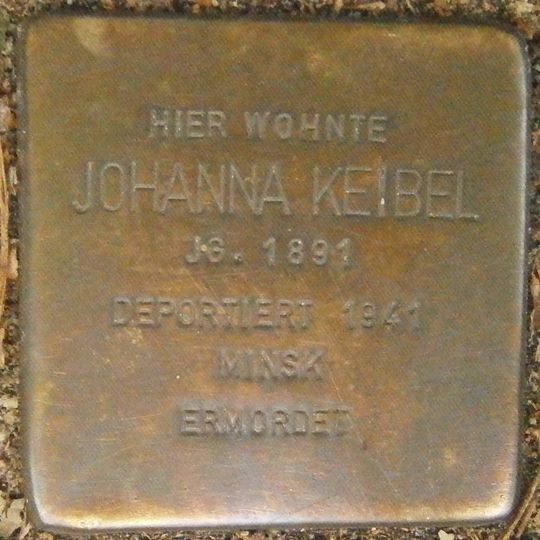 HIER WOHNTE
JOHANNA KEIBEL
JG. 1891
DEPORTIERT 1941
MINSK
ERMORDET